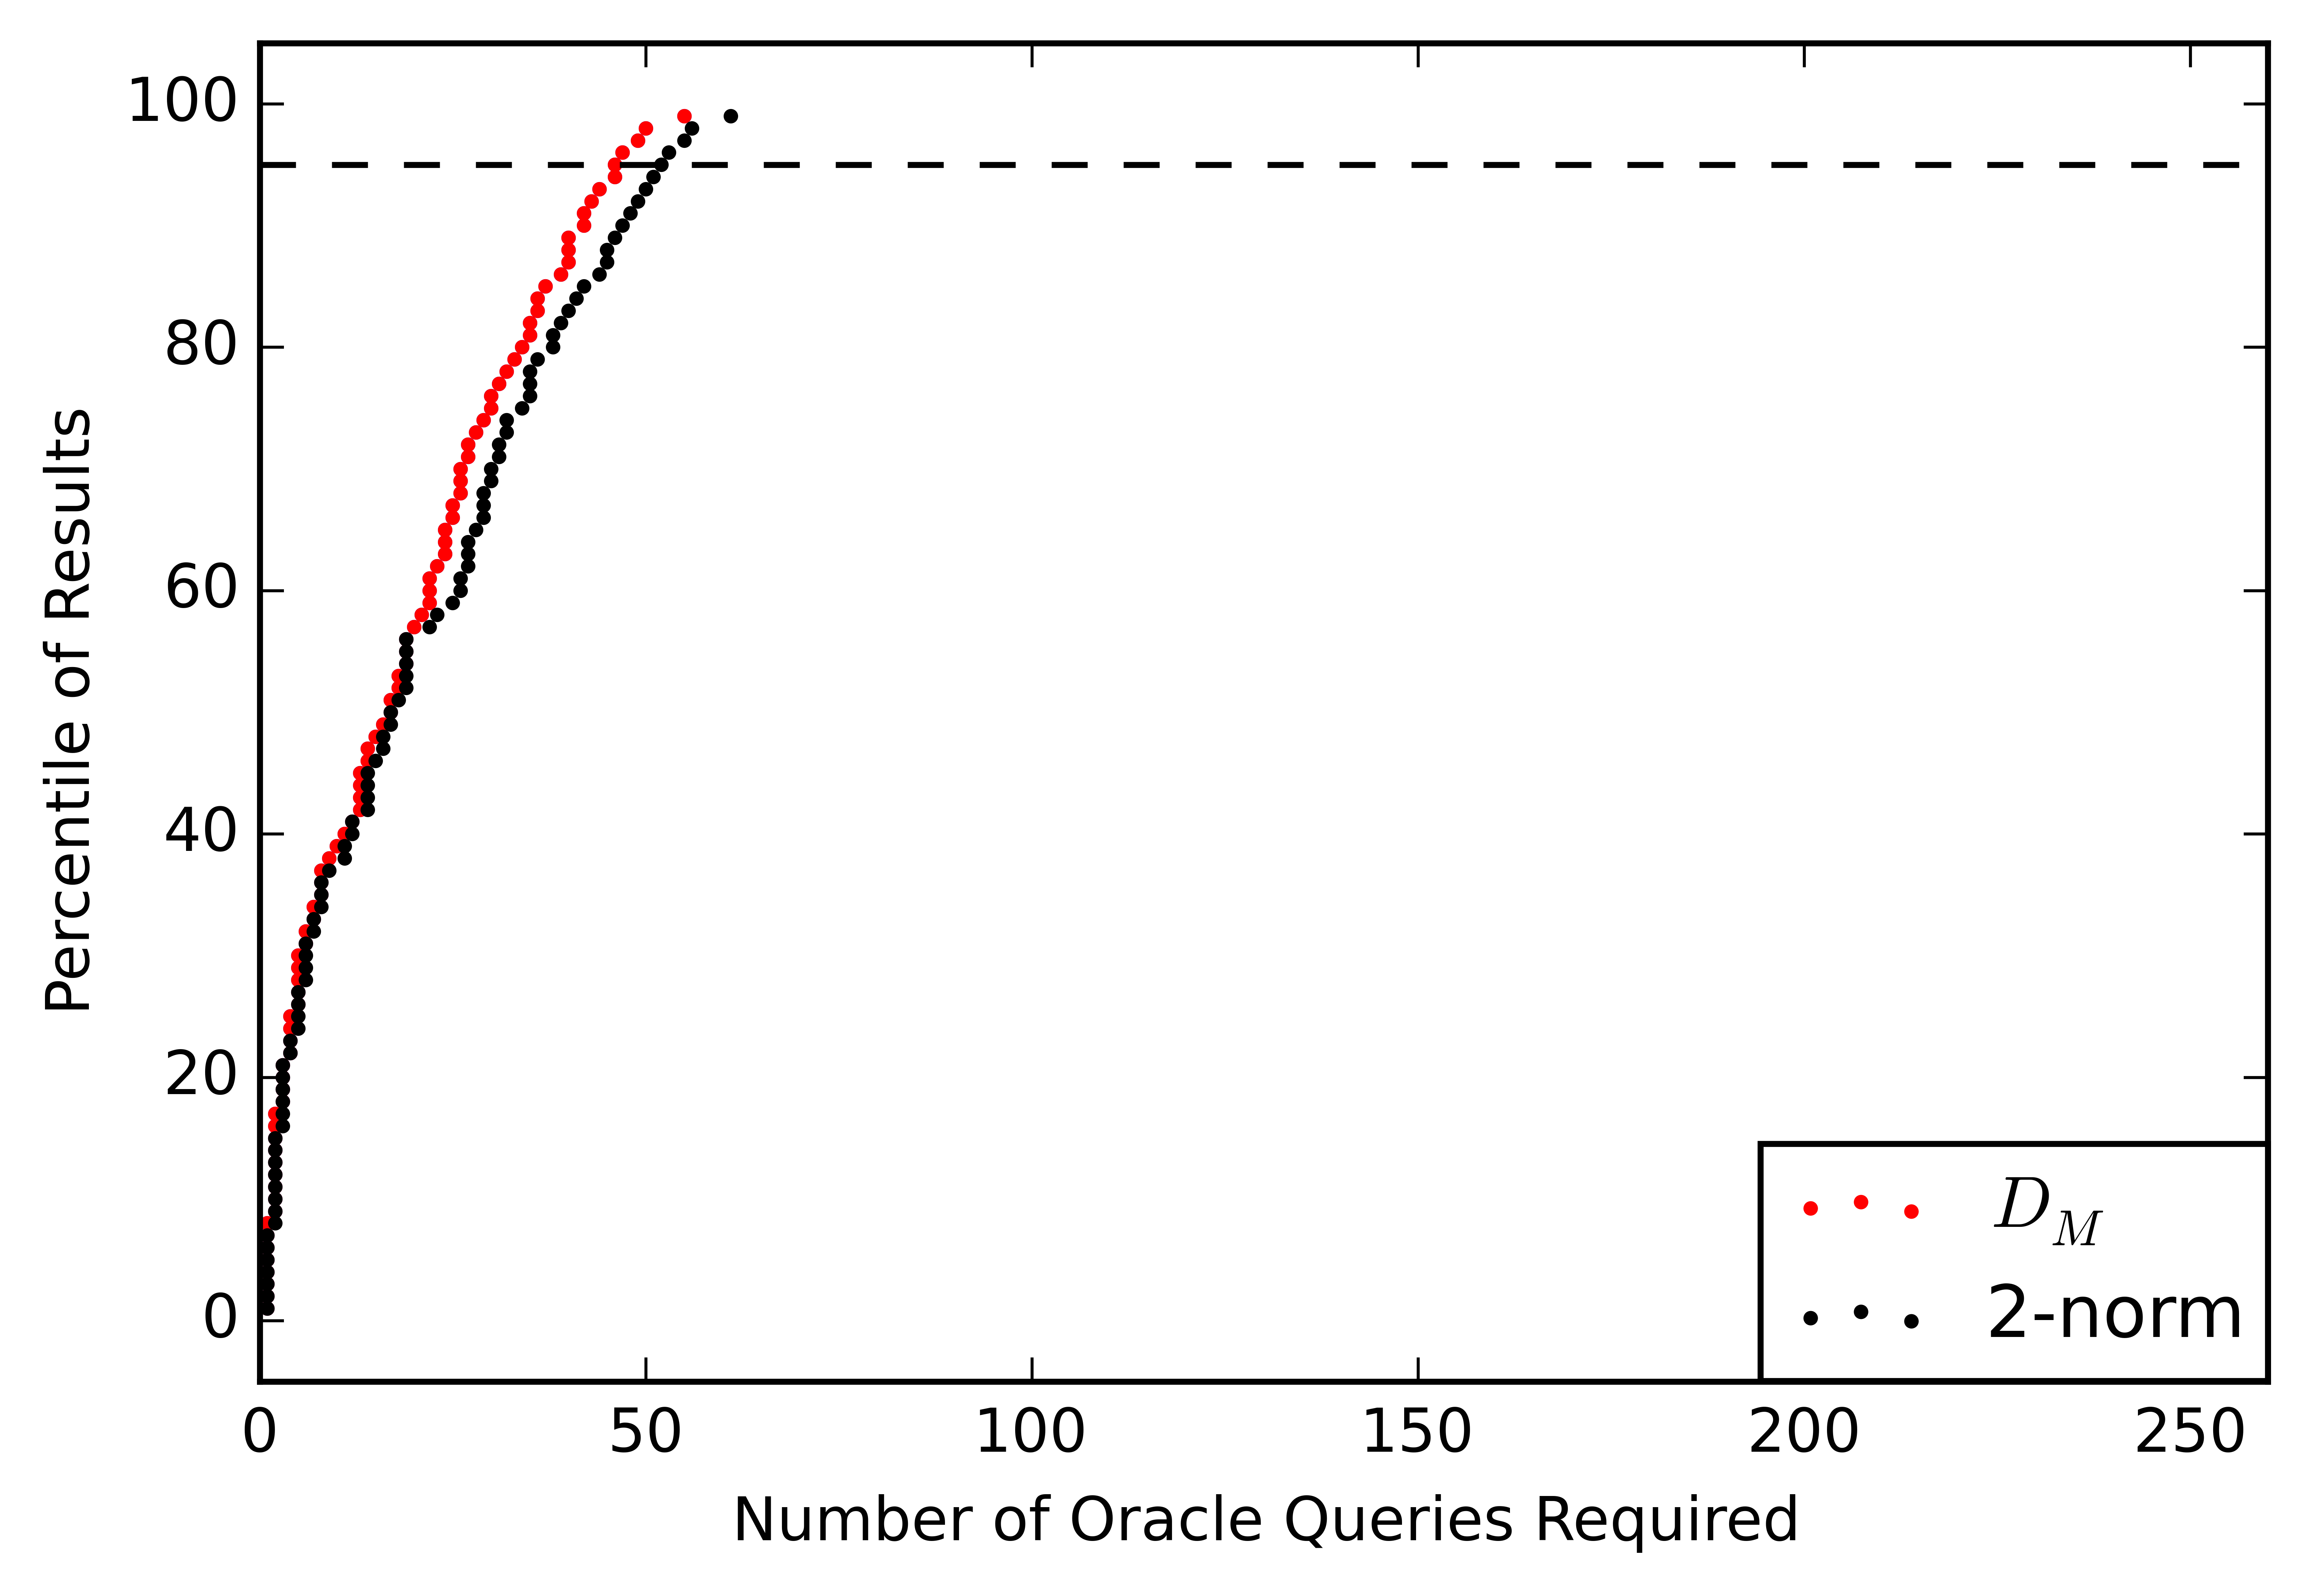 100
80
60
40
20
0
Percentile of Results
0 50 100 150 200 250
Number of Oracle Queries Required
D_M
2-norm